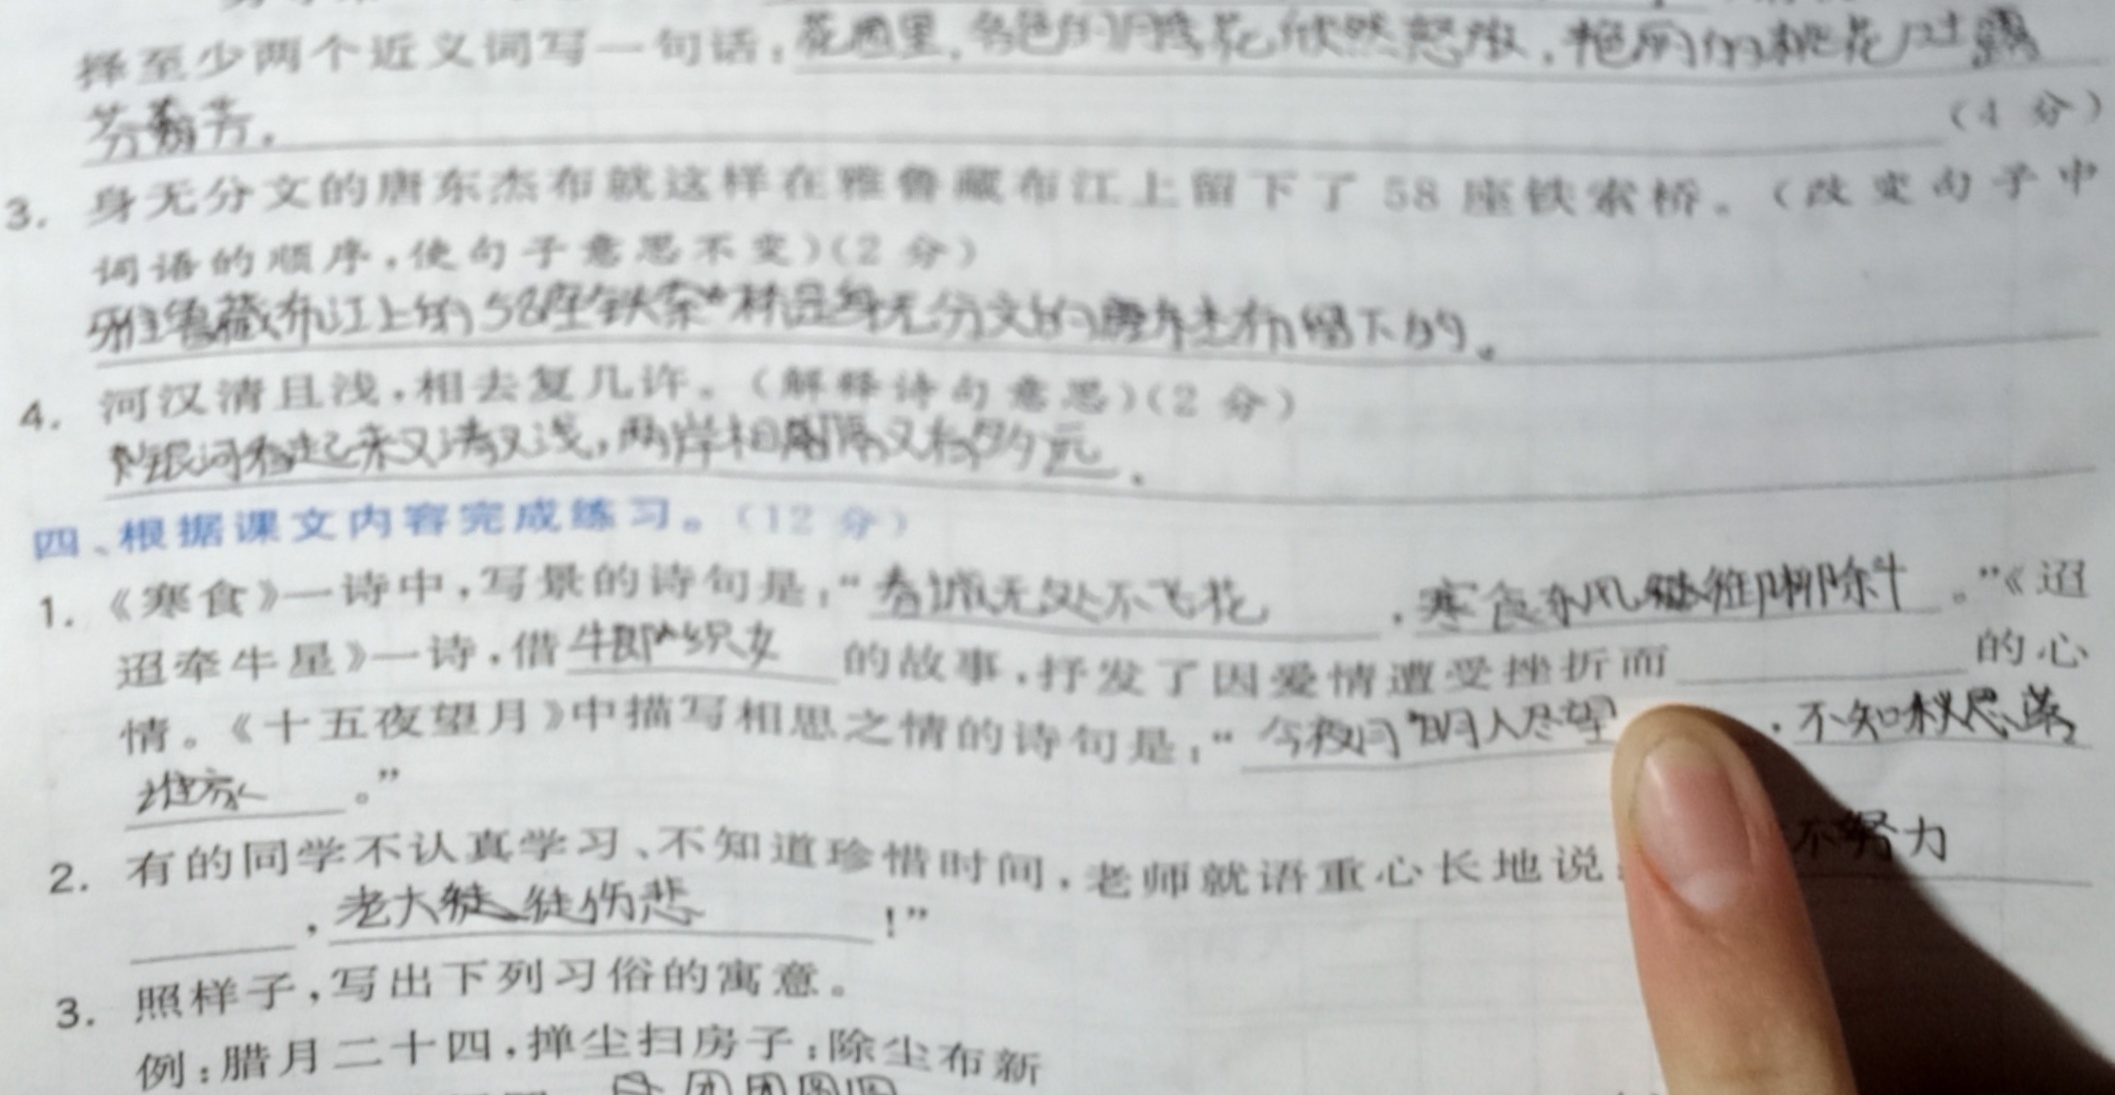 择至少两个近义词写一句话:花园里,各色的月季花欣然怒放,艳丽的桃花吐露
芬芳。(4 分)
3. 身无分文的唐东杰布就这样在雅鲁藏布江上留下了 58 座铁索桥。(改变句子中
词语的顺序,使句子意思不变)(2 分)
雅鲁藏布江上的58座铁索桥是身无分文的唐东杰布留下的。
4. 河汉清且浅,相去复几许。(解释诗句意思)(2 分)
银河看起来又清又浅,两岸相隔又有多远。
四、根据课文内容完成练习。(12 分)
1. 《寒食》一诗中,写景的诗句是:“春城无处不飞花,寒食东风御柳斜。”《迢
迢牵牛星》一诗,借牛郎织女的故事,抒发了因爱情遭受挫折而的心
情。《十五夜望月》中描写相思之情的诗句是:“今夜月明人尽望,不知秋思落
谁家。”
2. 有的同学不认真学习、不知道珍惜时间,老师就语重心长地说:不努力
,老大徒伤悲!”
3. 照样子,写出下列习俗的寓意。
例:腊月二十四,掸尘扫房子:除尘布新